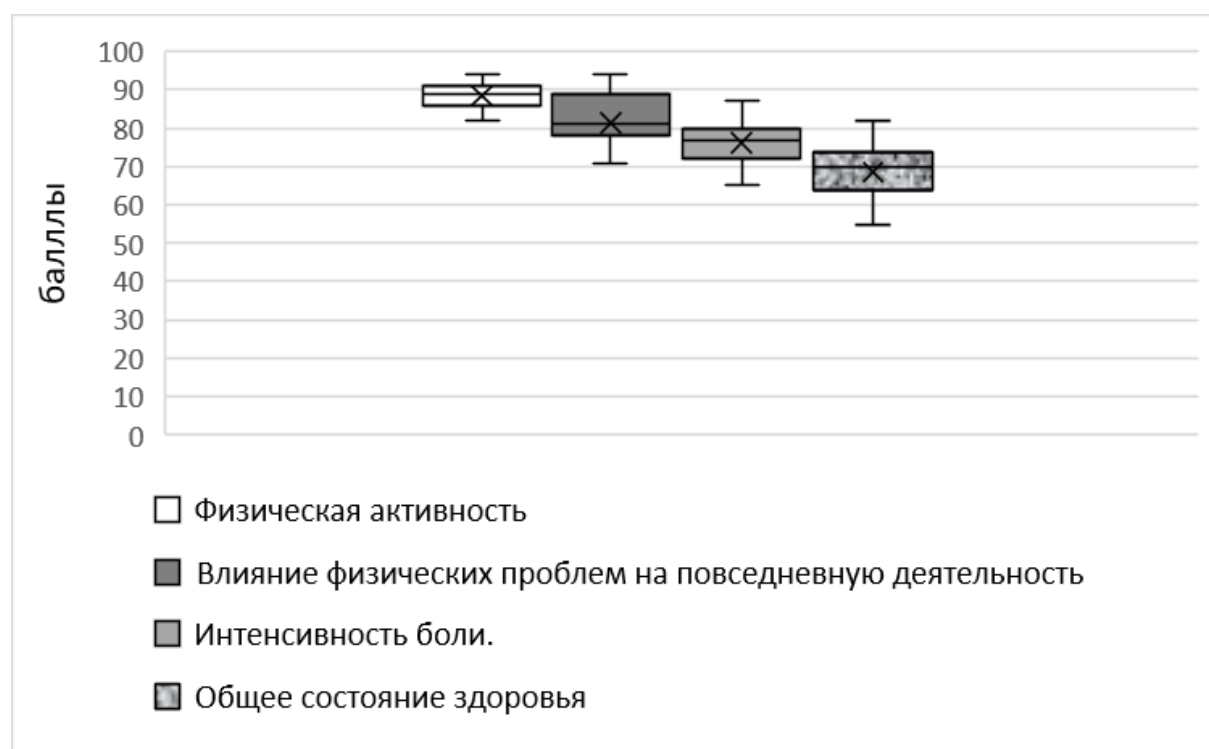 100
90
80
70
60
50
40
30
20
10
0
балллы
Физическая активность
Влияние физических проблем на повседневную деятельность
Интенсивность боли.
Общее состояние здоровья